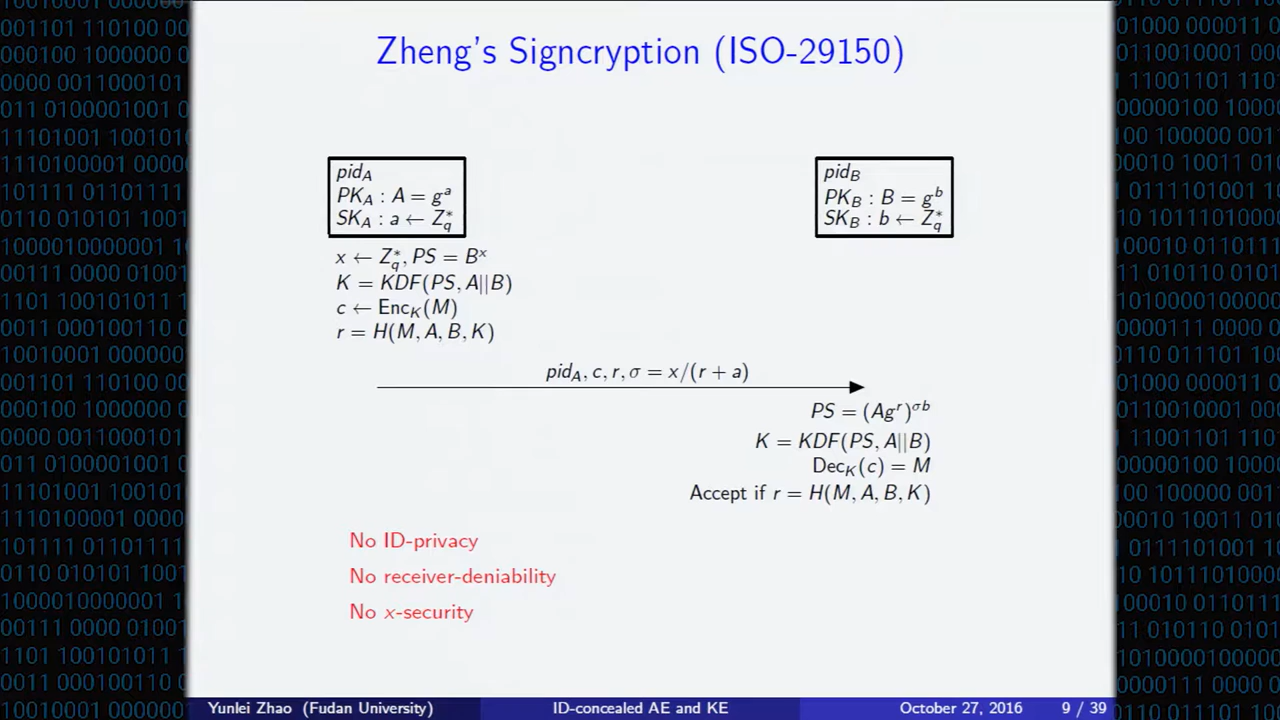 Zheng's Signcryption (ISO-29150)
pid_A
PK_A : A = g^a
SK_A : a ← Z_q^*
pid_B
PK_B : B = g^b
SK_B : b ← Z_q^*
x ← Z_q^*, PS = B^x
K = KDF(PS, A||B)
c ← Enc_K(M)
r = H(M, A, B, K)
pid_A, c, r, σ = x/(r + a)
PS = (Ag^r)^{σb}
K = KDF(PS, A||B)
Dec_K(c) = M
Accept if r = H(M, A, B, K)
No ID-privacy
No receiver-deniability
No x-security
Yunlei Zhao (Fudan University) ID-concealed AE and KE October 27, 2016 9 / 39